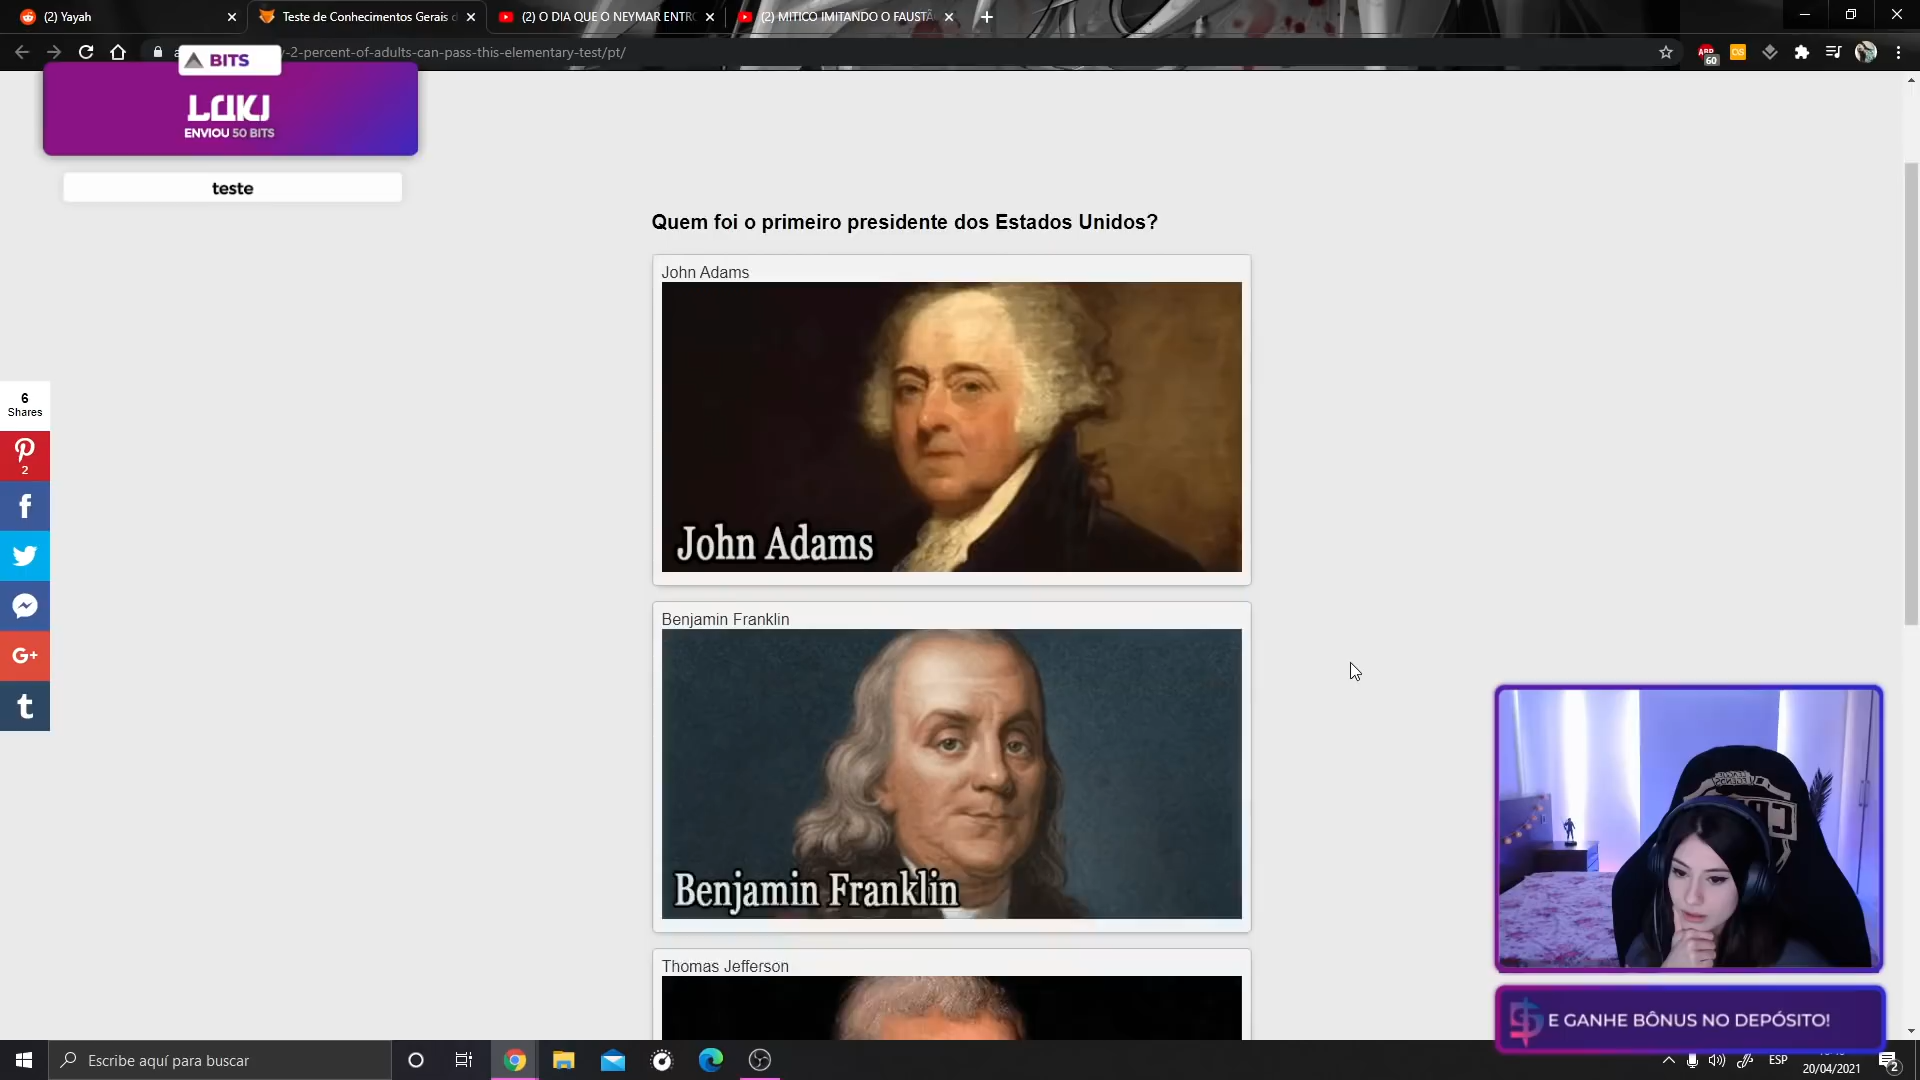 (2) Yayah
Teste de Conhecimentos Gerais d
(2) O DIA QUE O NEYMAR ENTRO
(2) MITICO IMITANDO O FAUSTÃ
-2-percent-of-adults-can-pass-this-elementary-test/pt/
60
BITS
LOKI
ENVIOU 50 BITS
teste
Quem foi o primeiro presidente dos Estados Unidos?
John Adams
John Adams
6
Shares
2
G+
Benjamin Franklin
Benjamin Franklin
Thomas Jefferson
E GANHE BÔNUS NO DEPÓSITO!
Escribe aquí para buscar
ESP
20/04/2021
2